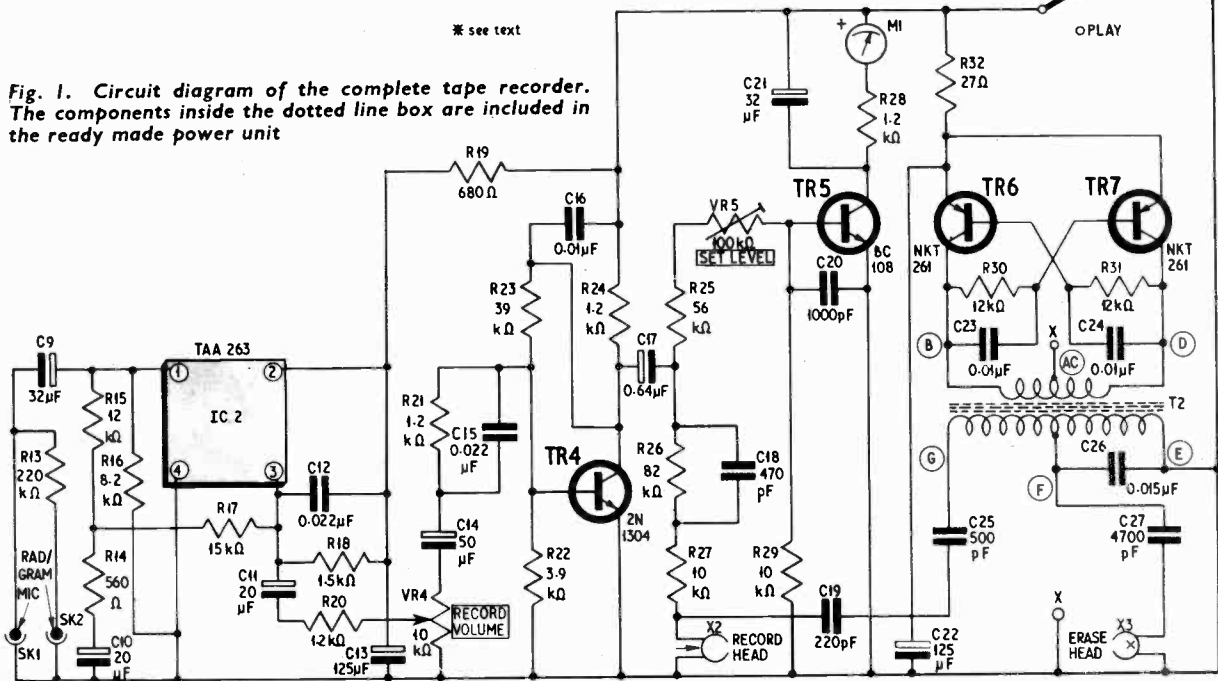 * see text
Fig. 1. Circuit diagram of the complete tape recorder.
The components inside the dotted line box are included in
the ready made power unit
PLAY
+
M1
C21
32
µF
R28
1.2
kΩ
R32
27Ω
R19
680Ω
C16
0.01µF
VR5
100kΩ
SET LEVEL
TR5
BC
108
TR6
NKT
261
TR7
NKT
261
R23
39
kΩ
R24
1.2
kΩ
C17
0.64µF
R25
56
kΩ
C20
1000pF
R30
12kΩ
R31
12kΩ
C23
0.01µF
C24
0.01µF
B
X
AC
D
T2
C9
32µF
TAA 263
1
2
IC.2
4
3
R15
12
kΩ
R16
8.2
kΩ
R13
220
kΩ
R21
1.2
kΩ
C15
0.022
µF
TR4
2N
1304
R26
82
kΩ
C18
470
pF
G
C26
0.015µF
E
F
C12
0.022µF
R17
15kΩ
R18
1.5kΩ
C14
50
µF
R22
3.9
kΩ
R27
10
kΩ
R29
10
kΩ
C25
500
pF
C27
4700
pF
RAD/
GRAM
MIC
R14
560
Ω
C11
20
µF
R20
1.2kΩ
VR4
10
kΩ
RECORD
VOLUME
C19
220pF
SK1
SK2
C10
20
µF
C13
125µF
X2
RECORD
HEAD
C22
125
µF
X
ERASE
HEAD
X3